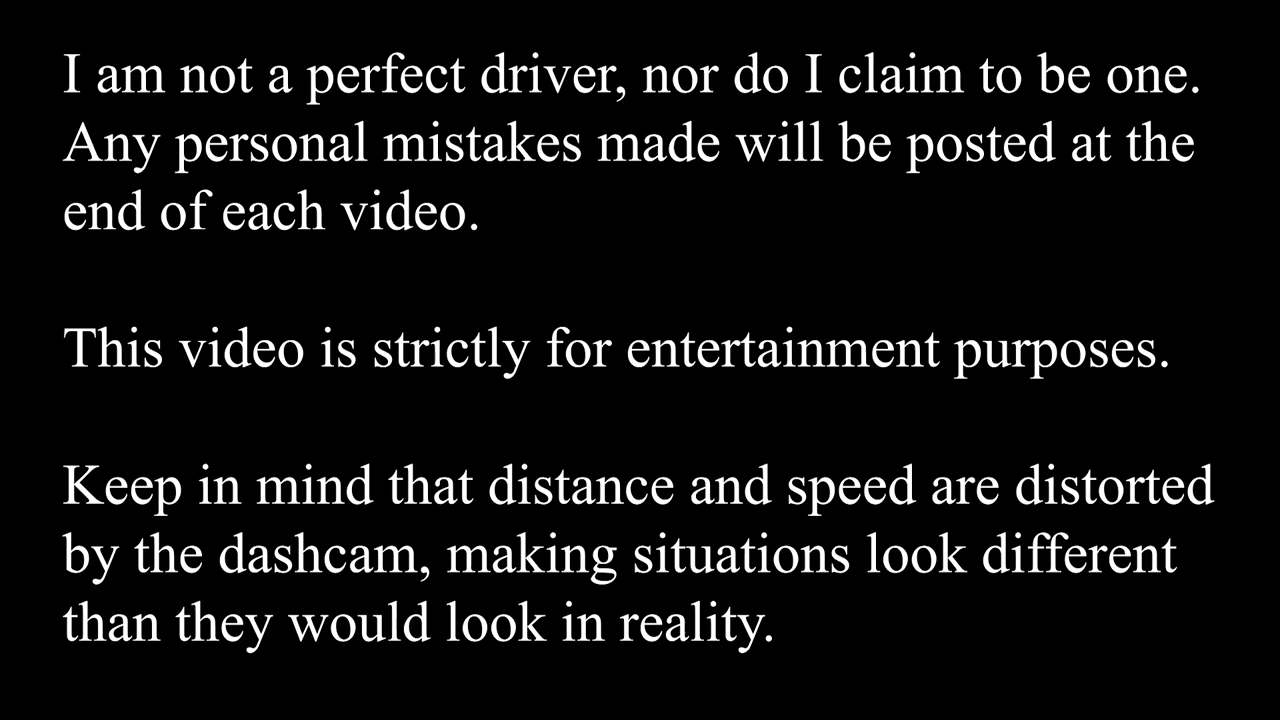 I am not a perfect driver, nor do I claim to be one.
Any personal mistakes made will be posted at the
end of each video.
This video is strictly for entertainment purposes.
Keep in mind that distance and speed are distorted
by the dashcam, making situations look different
than they would look in reality.